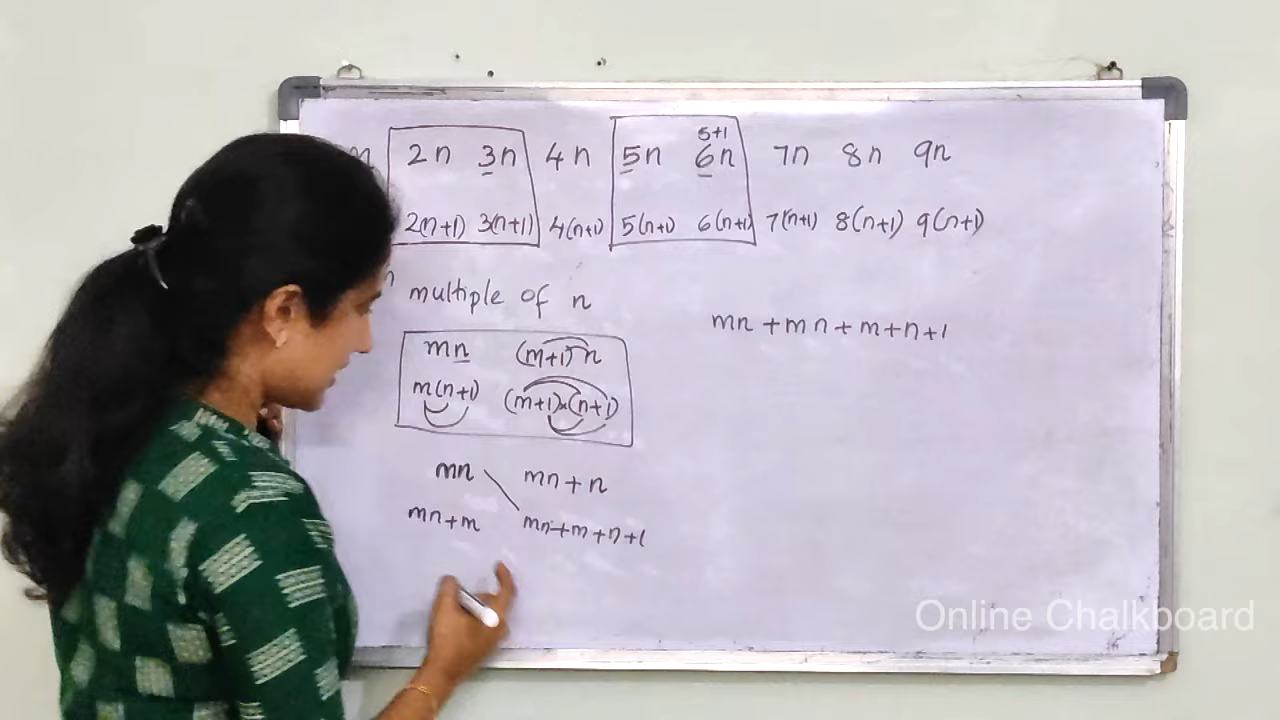 5+1
n 2n 3n 4n 5n 6n 7n 8n 9n
2(n+1) 3(n+1) 4(n+1) 5(n+1) 6(n+1) 7(n+1) 8(n+1) 9(n+1)
multiple of n
mn + mn + m + n + 1
mn (m+1) n
m(n+1) (m+1)×(n+1)
mn mn + n
mn + m mn + m + n + 1
Online Chalkboard